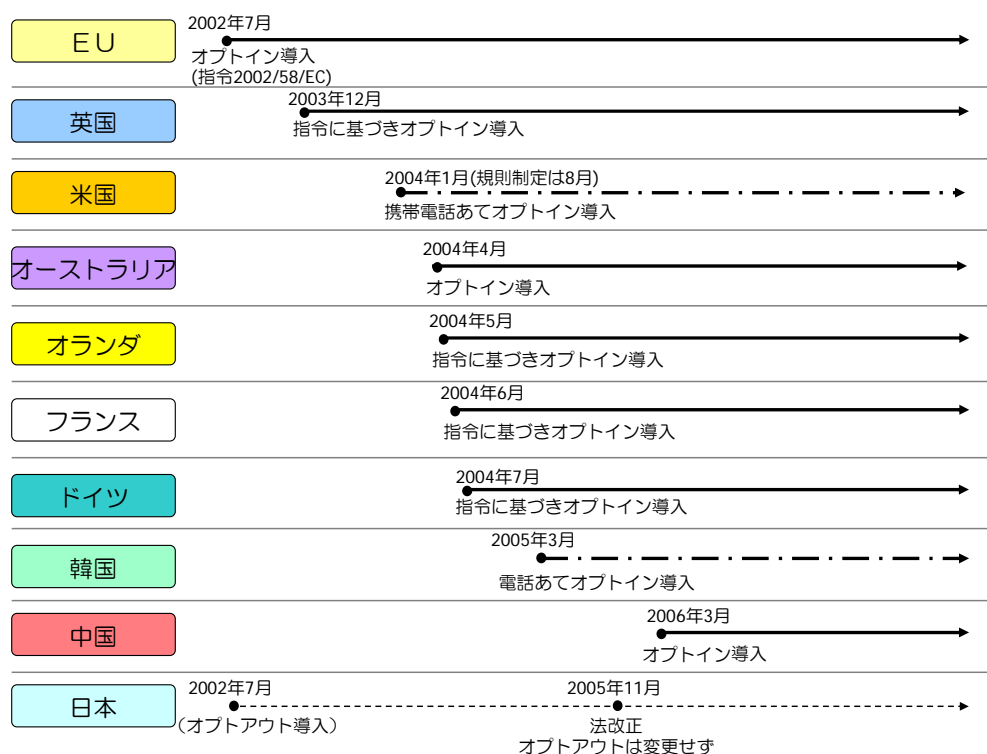 EU
2002年7月
オプトイン導入
(指令2002/58/EC)
英国
2003年12月
指令に基づきオプトイン導入
米国
2004年1月(規則制定は8月)
携帯電話あてオプトイン導入
オーストラリア
2004年4月
オプトイン導入
オランダ
2004年5月
指令に基づきオプトイン導入
フランス
2004年6月
指令に基づきオプトイン導入
ドイツ
2004年7月
指令に基づきオプトイン導入
韓国
2005年3月
電話あてオプトイン導入
中国
2006年3月
オプトイン導入
日本
2002年7月
(オプトアウト導入)
2005年11月
法改正
オプトアウトは変更せず